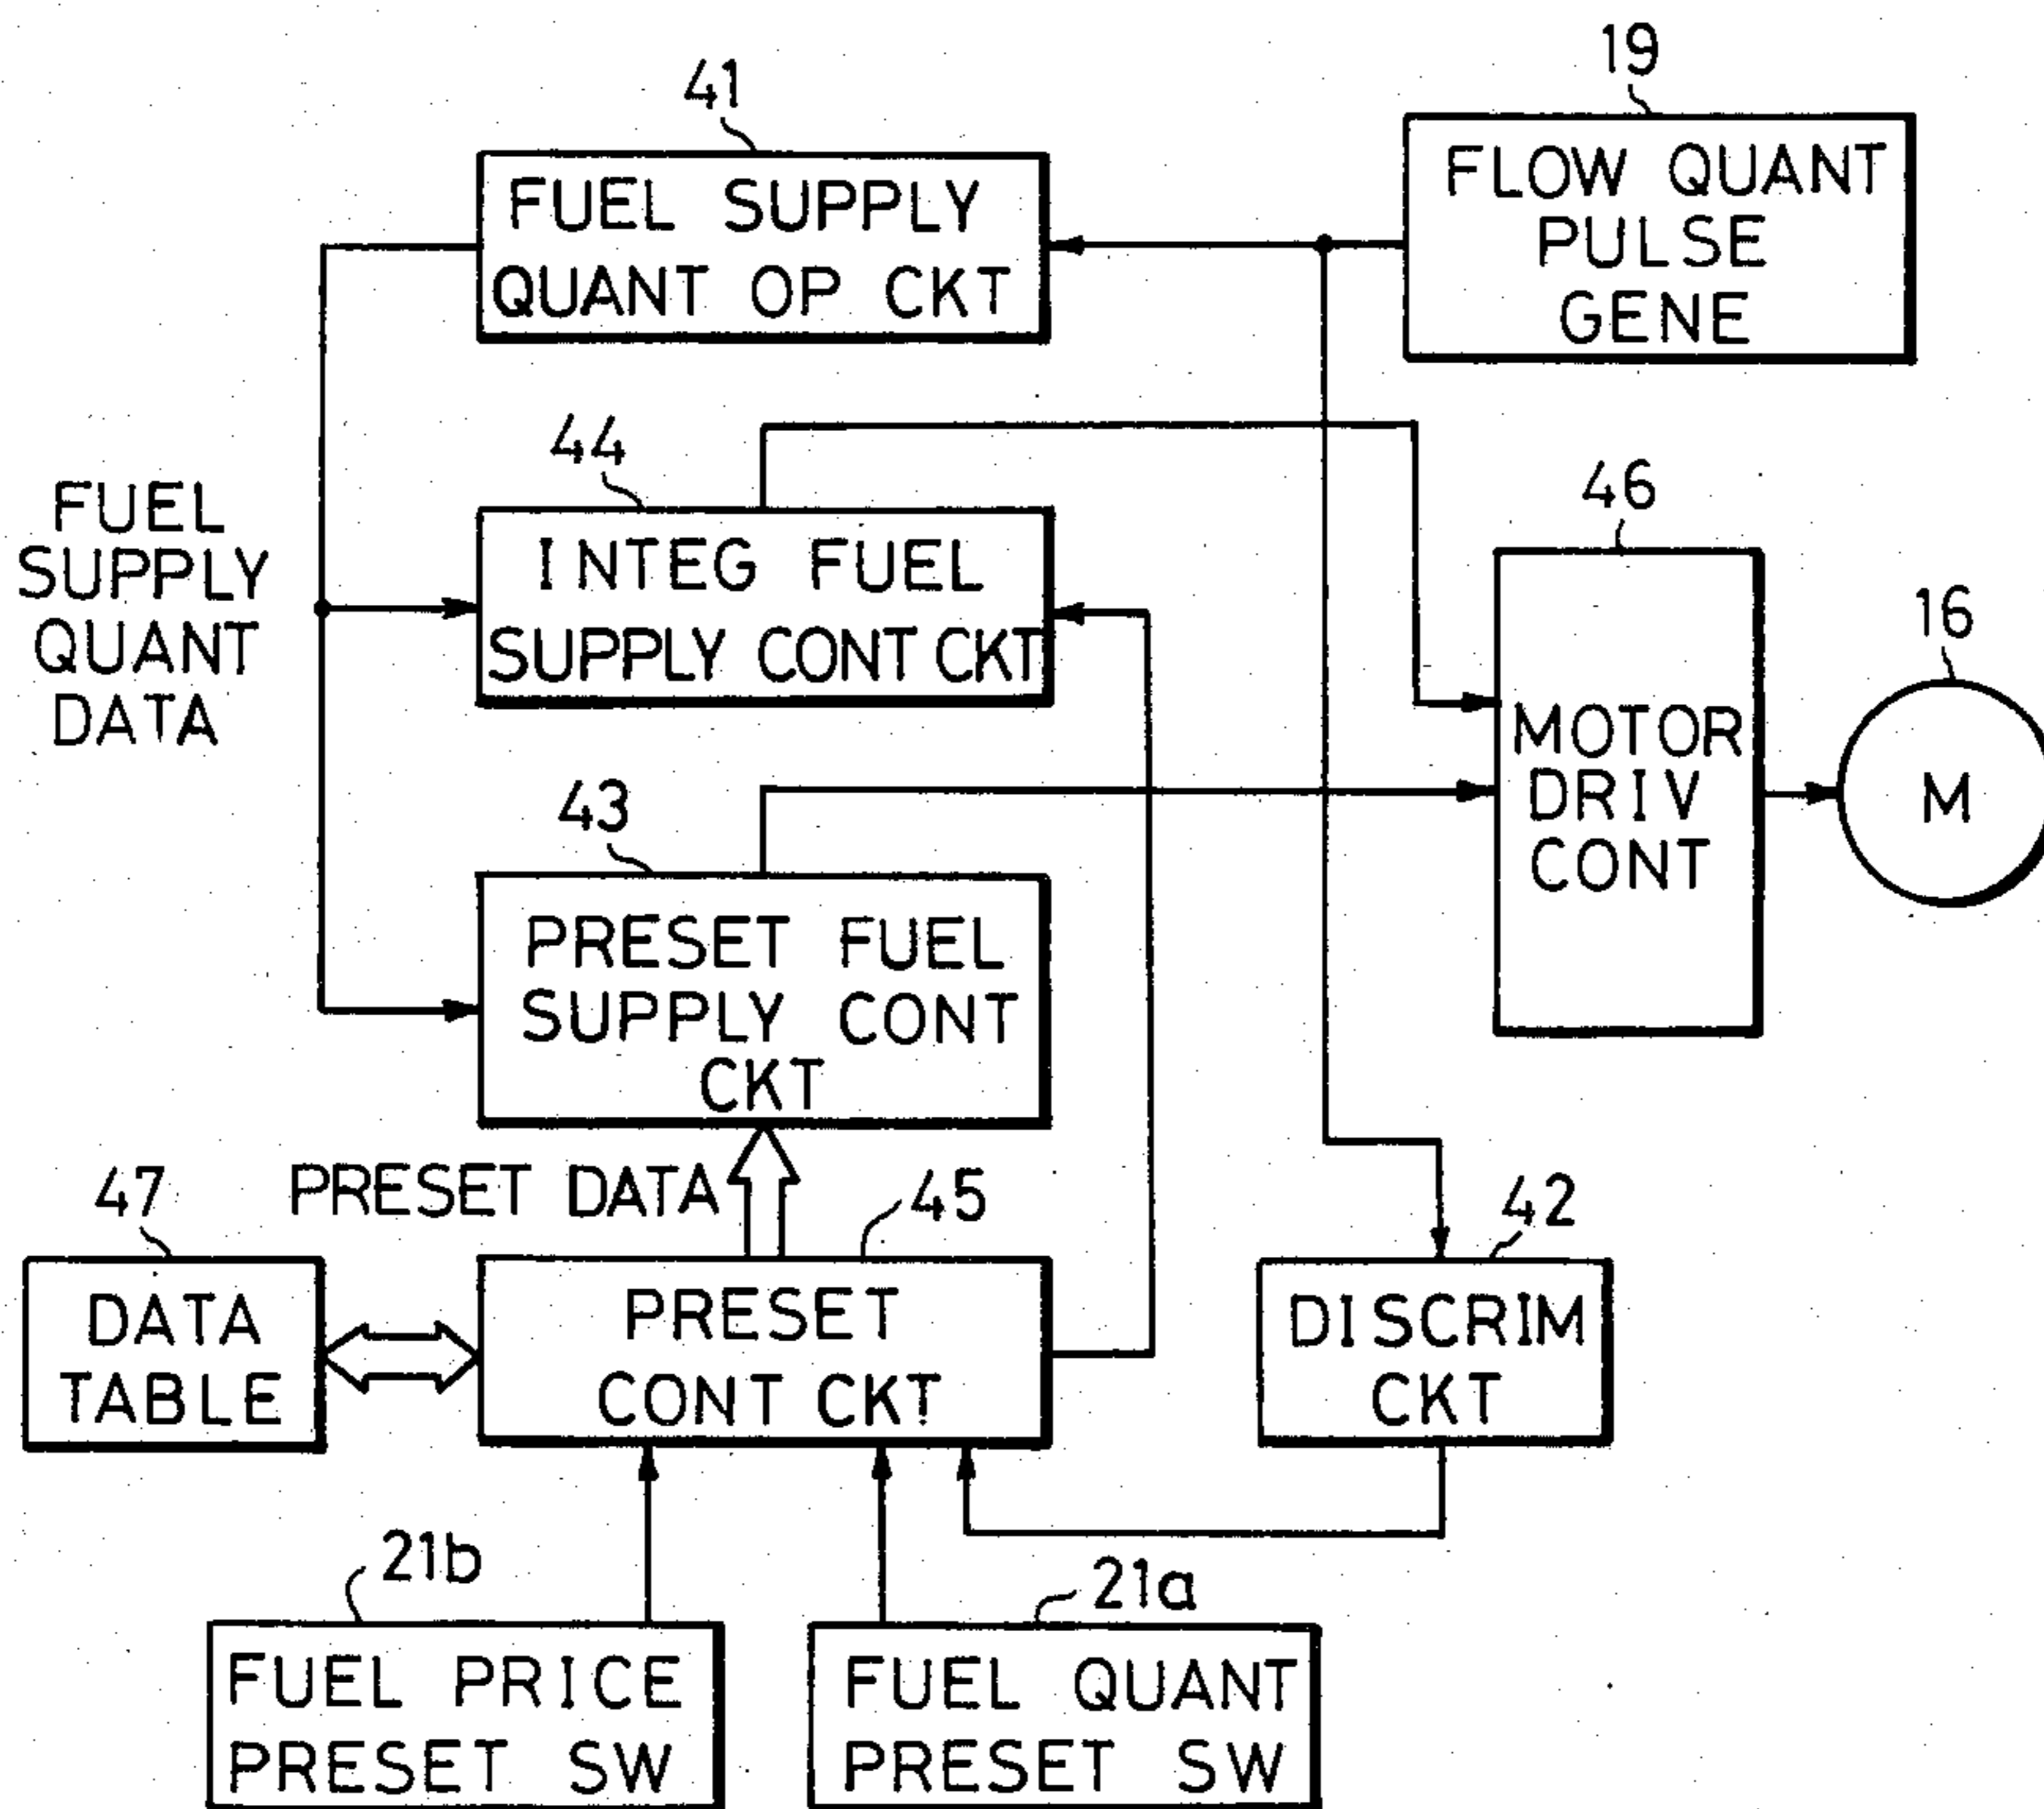 19
41
FLOW QUANT
PULSE
GENE
FUEL SUPPLY
QUANT OP CKT
44
46
FUEL
SUPPLY
QUANT
DATA
INTEG FUEL
SUPPLY CONT CKT
16
MOTOR
DRIV
CONT
M
43
PRESET FUEL
SUPPLY CONT
CKT
47
PRESET DATA
45
42
DATA
TABLE
PRESET
CONT CKT
DISCRIM
CKT
21b
21a
FUEL PRICE
PRESET SW
FUEL QUANT
PRESET SW